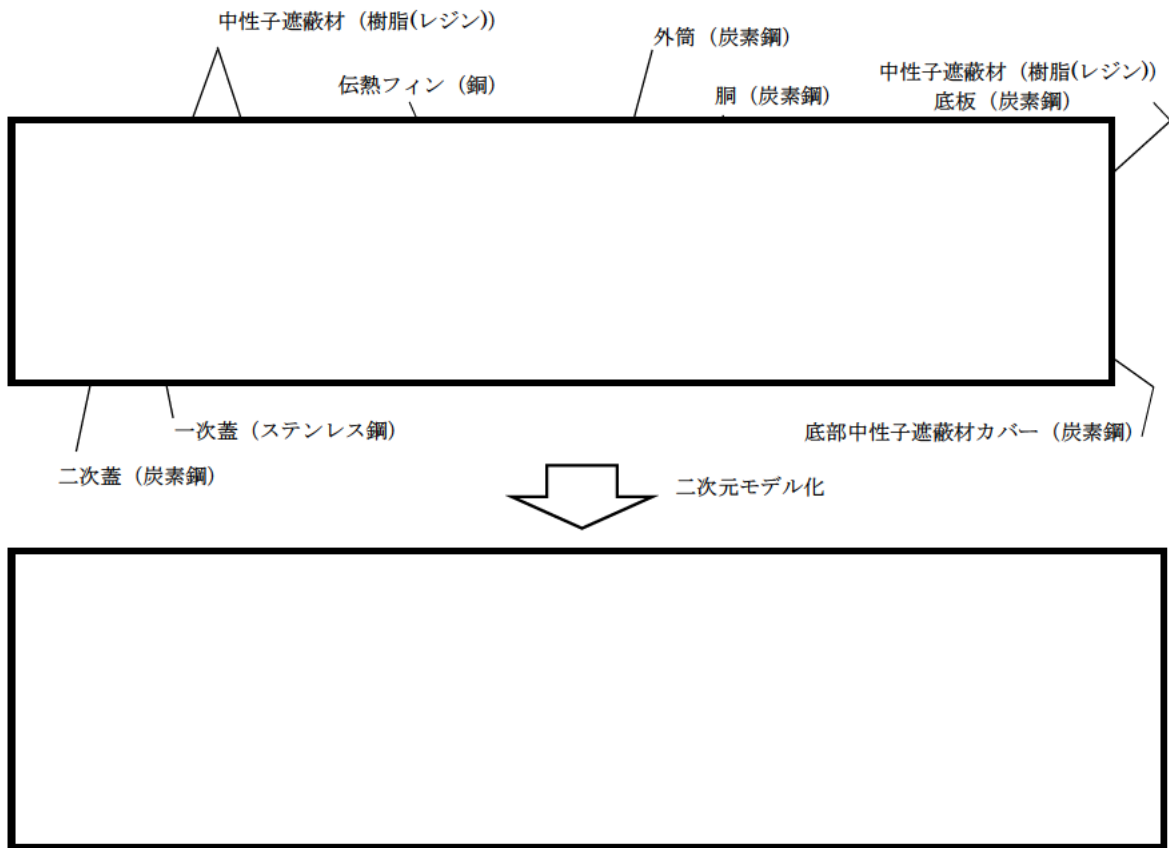 中性子遮蔽材（樹脂(レジン)）
外筒（炭素鋼）
中性子遮蔽材（樹脂(レジン)）
伝熱フィン（銅）
胴（炭素鋼）
底板（炭素鋼）
一次蓋（ステンレス鋼）
底部中性子遮蔽材カバー（炭素鋼）
二次蓋（炭素鋼）
二次元モデル化